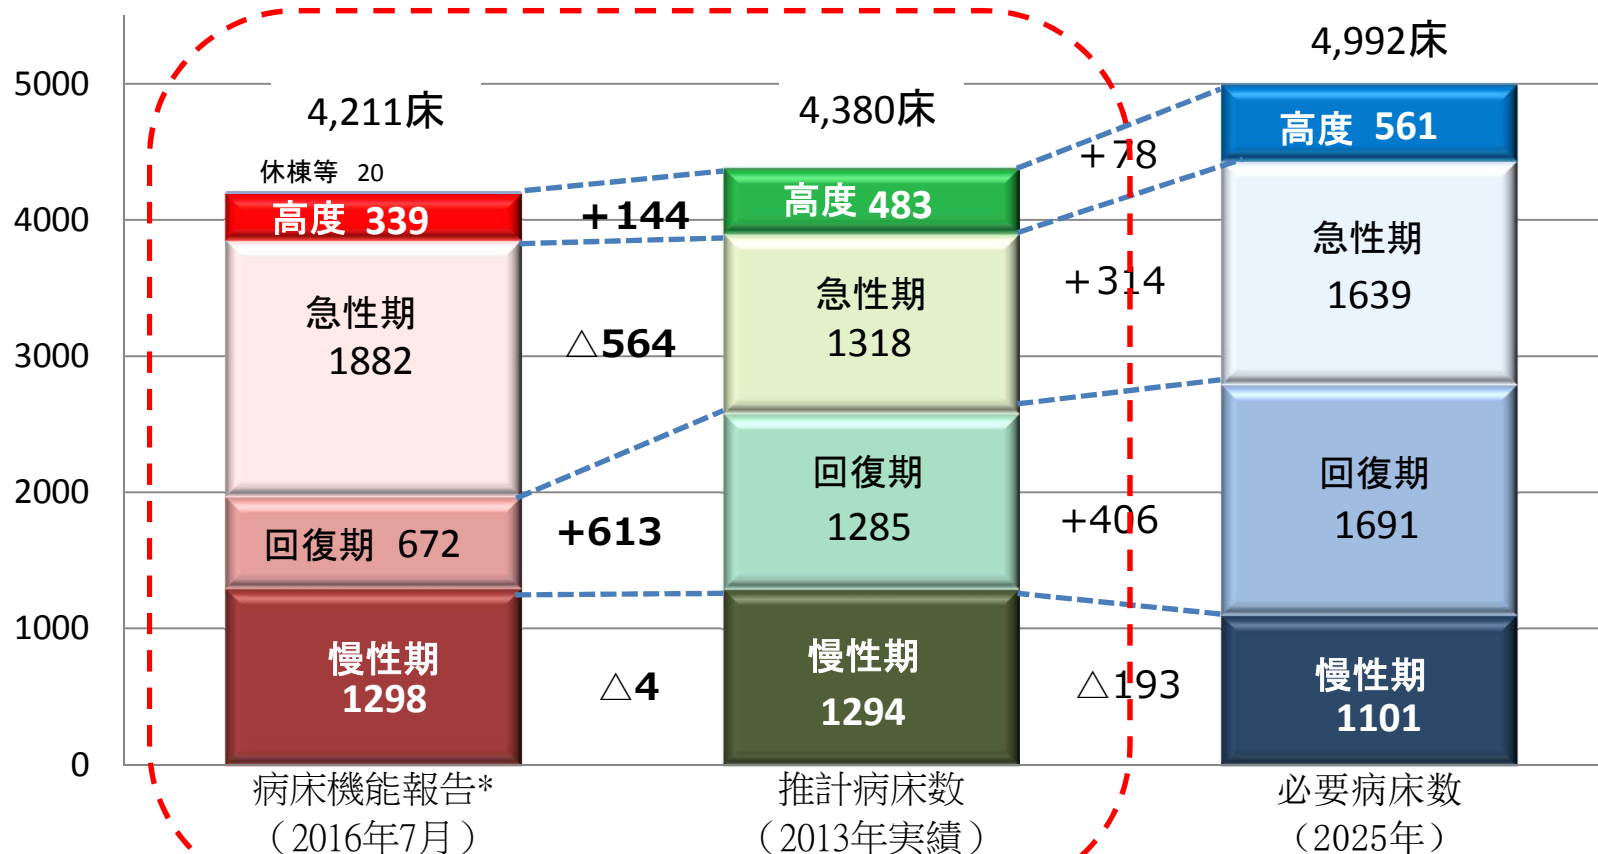 4,992床
5000
4,211床
4,380床
高度 561
+78
休棟等 20
高度 339
+144
高度 483
4000
急性期
1639
+314
急性期
1882
△564
急性期
1318
3000
2000
回復期 672
+613
回復期
1285
+406
回復期
1691
1000
慢性期
1298
△4
慢性期
1294
△193
慢性期
1101
0
病床機能報告*
（2016年7月）
推計病床数
（2013年実績）
必要病床数
（2025年）